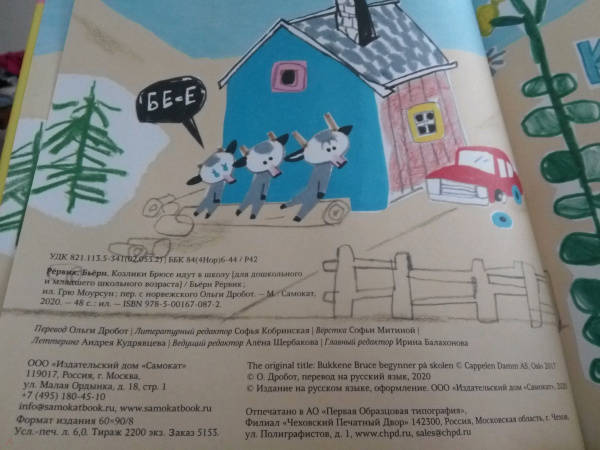 БЕ-Е
УДК 821.113.5-341(02.053.2) | ББК 84(4Нор)6-44 / Р42
Рёрвик, Бьёрн. Козлики Брюсе идут в школу [для дошкольного
и младшего школьного возраста] / Бьёрн Рёрвик ;
ил. Грю Моурсун ; пер. с норвежского Ольги Дробот. – М. : Самокат,
2020. – 48 с. : ил. – ISBN 978-5-00167-087-2.
Перевод Ольги Дробот | Литературный редактор Софья Кобринская | Вёрстка Софьи Митиной |
Леттеринг Андрея Кудрявцева | Ведущий редактор Алёна Щербакова | Главный редактор Ирина Балахонова
ООО «Издательский дом «Самокат»
119017, Россия, г. Москва,
ул. Малая Ордынка, д. 18, стр. 1
+7 (495) 180-45-10
info@samokatbook.ru, www.samokatbook.ru
Формат издания 60×90/8
Усл.-печ. л. 6,0. Тираж 2200 экз. Заказ 5153.
The original title: Bukkene Bruce begynner på skolen © Cappelen Damm AS, Oslo 2017
© О. Дробот, перевод на русский язык, 2020
© Издание на русском языке, оформление. ООО «Издательский дом «Самокат», 2020
Отпечатано в АО «Первая Образцовая типография»,
Филиал «Чеховский Печатный Двор» 142300, Россия, Московская область, г. Чехов,
ул. Полиграфистов, д. 1, www.chpd.ru, sales@chpd.ru